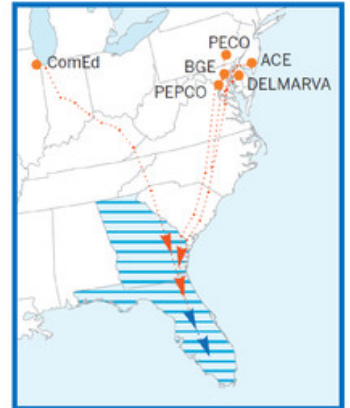 PECO
ComEd
BGE
ACE
PEPCO
DELMARVA